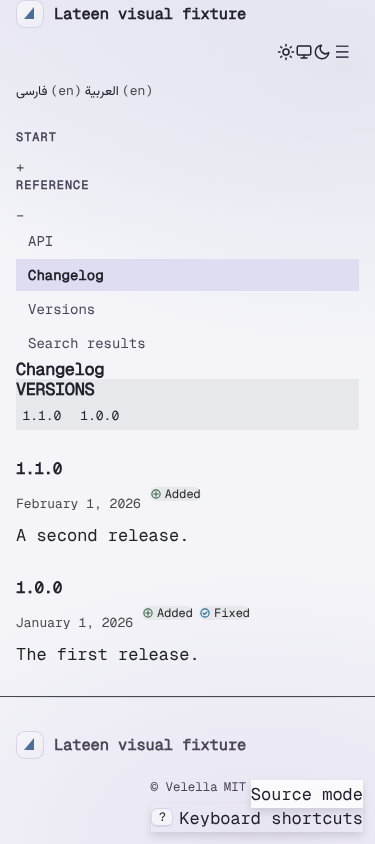 Lateen visual fixture
فارسی (en) العربية (en)
START
+
REFERENCE
−
API
Changelog
Versions
Search results
Changelog
VERSIONS
1.1.0 1.0.0
1.1.0
February 1, 2026 Added
A second release.
1.0.0
January 1, 2026 Added Fixed
The first release.
Lateen visual fixture
© Velella MIT Source mode
? Keyboard shortcuts